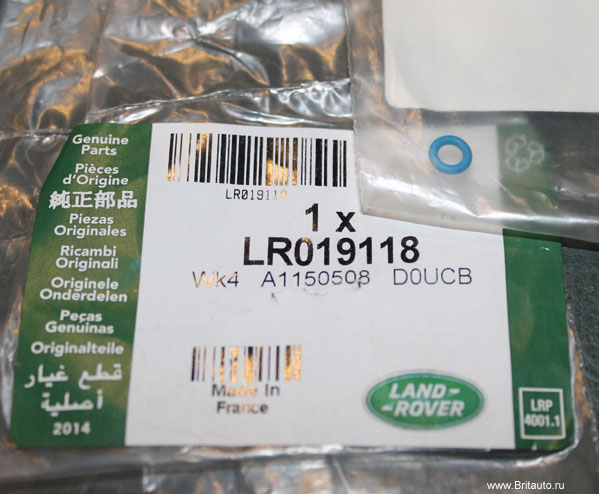 Genuine
Parts
Pièces
d'Origine
純正部品
Piezas
Originales
Ricambi
Originali
Originele
Onderdelen
Peças
Genuinas
Originalteile
قطع غيار
أصلية
2014
LR019118
1 x
LR019118
Wk4 A1150508 D0UCB
Made In
France
LAND-
-ROVER
LRP
4001.1
www.Britauto.ru